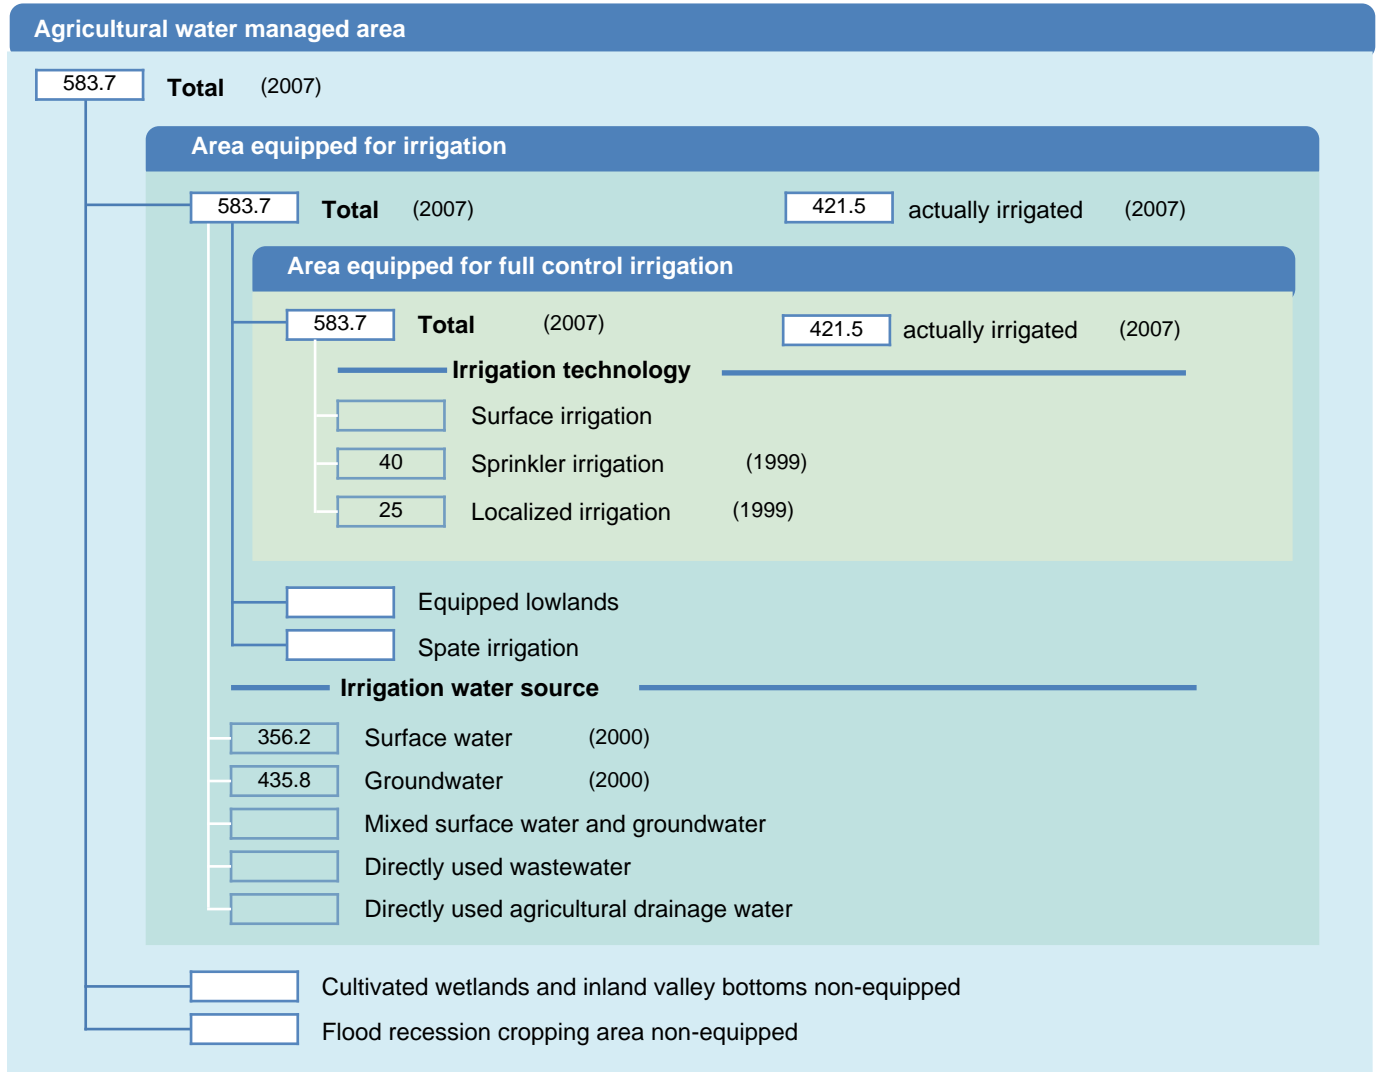 Agricultural water managed area
583.7 Total (2007)
Area equipped for irrigation
583.7 Total (2007) 421.5 actually irrigated (2007)
Area equipped for full control irrigation
583.7 Total (2007) 421.5 actually irrigated (2007)
Irrigation technology
Surface irrigation
40 Sprinkler irrigation (1999)
25 Localized irrigation (1999)
Equipped lowlands
Spate irrigation
Irrigation water source
356.2 Surface water (2000)
435.8 Groundwater (2000)
Mixed surface water and groundwater
Directly used wastewater
Directly used agricultural drainage water
Cultivated wetlands and inland valley bottoms non-equipped
Flood recession cropping area non-equipped